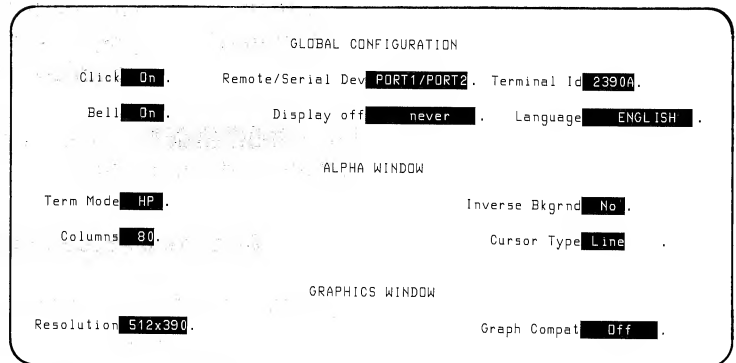 GLOBAL CONFIGURATION
Click On . Remote/Serial Dev PORT1/PORT2 . Terminal Id 2390A.
Bell On . Display off never . Language ENGLISH .
ALPHA WINDOW
Term Mode HP . Inverse Bkgrnd No .
Columns 80. Cursor Type Line .
GRAPHICS WINDOW
Resolution 512x390. Graph Compat Off .